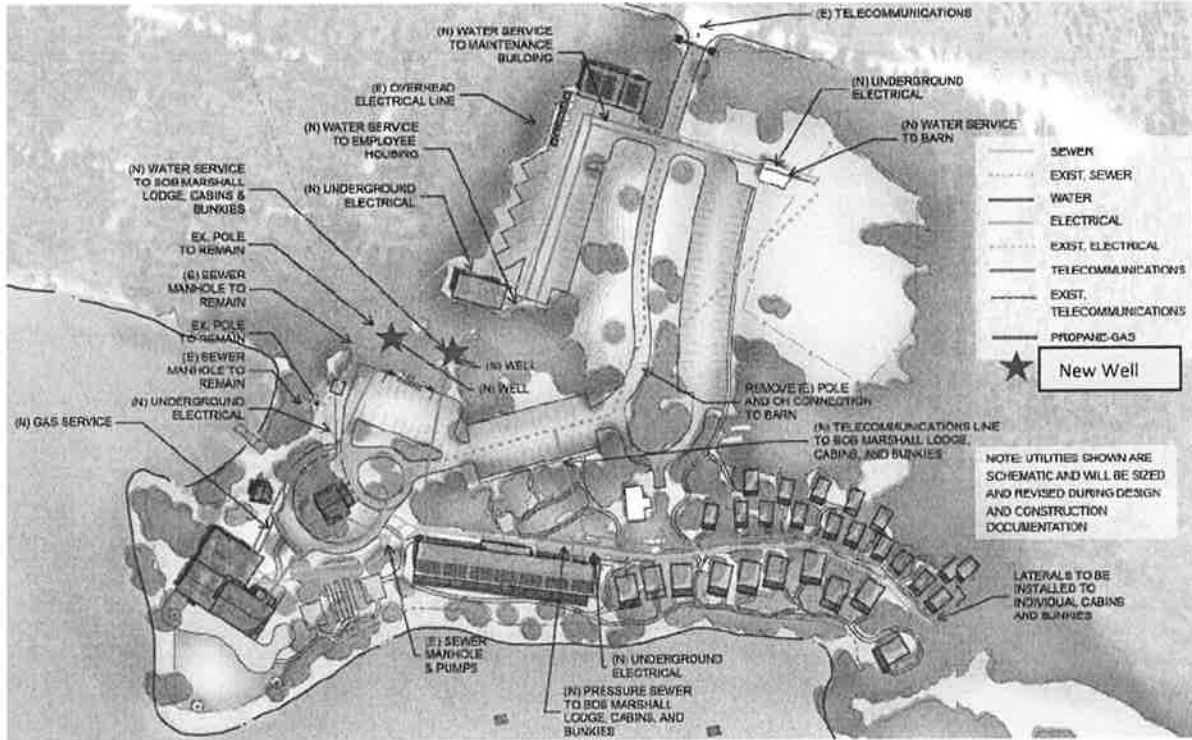 (E) TELECOMMUNICATIONS
(N) WATER SERVICE
TO MAINTENANCE
BUILDING
(N) UNDERGROUND
ELECTRICAL
(E) OVERHEAD
ELECTRICAL LINE
(N) WATER SERVICE
TO BARN
(N) WATER SERVICE
TO EMPLOYEE
HOUSING
(N) WATER SERVICE
TO BOB MARSHALL
LODGE, CABINS &
BUNKIES
(N) UNDERGROUND
ELECTRICAL
EX. POLE
TO REMAIN
(E) SEWER
MANHOLE TO
REMAIN
EX. POLE
TO REMAIN
(E) SEWER
MANHOLE TO
REMAIN
(N) UNDERGROUND
ELECTRICAL
(N) GAS SERVICE
(N) WELL
(N) WELL
REMOVE (E) POLE
AND OH CONNECTION
TO BARN
(N) TELECOMMUNICATIONS LINE
TO BOB MARSHALL LODGE,
CABINS, AND BUNKIES
SEWER
EXIST. SEWER
WATER
ELECTRICAL
EXIST. ELECTRICAL
TELECOMMUNICATIONS
EXIST.
TELECOMMUNICATIONS
PROPANE-GAS
New Well
NOTE: UTILITIES SHOWN ARE
SCHEMATIC AND WILL BE SIZED
AND REVISED DURING DESIGN
AND CONSTRUCTION
DOCUMENTATION
LATERALS TO BE
INSTALLED TO
INDIVIDUAL CABINS
AND BUNKIES
(E) SEWER
MANHOLE
& PUMPS
(N) UNDERGROUND
ELECTRICAL
(N) PRESSURE SEWER
TO BOB MARSHALL
LODGE, CABINS, AND
BUNKIES